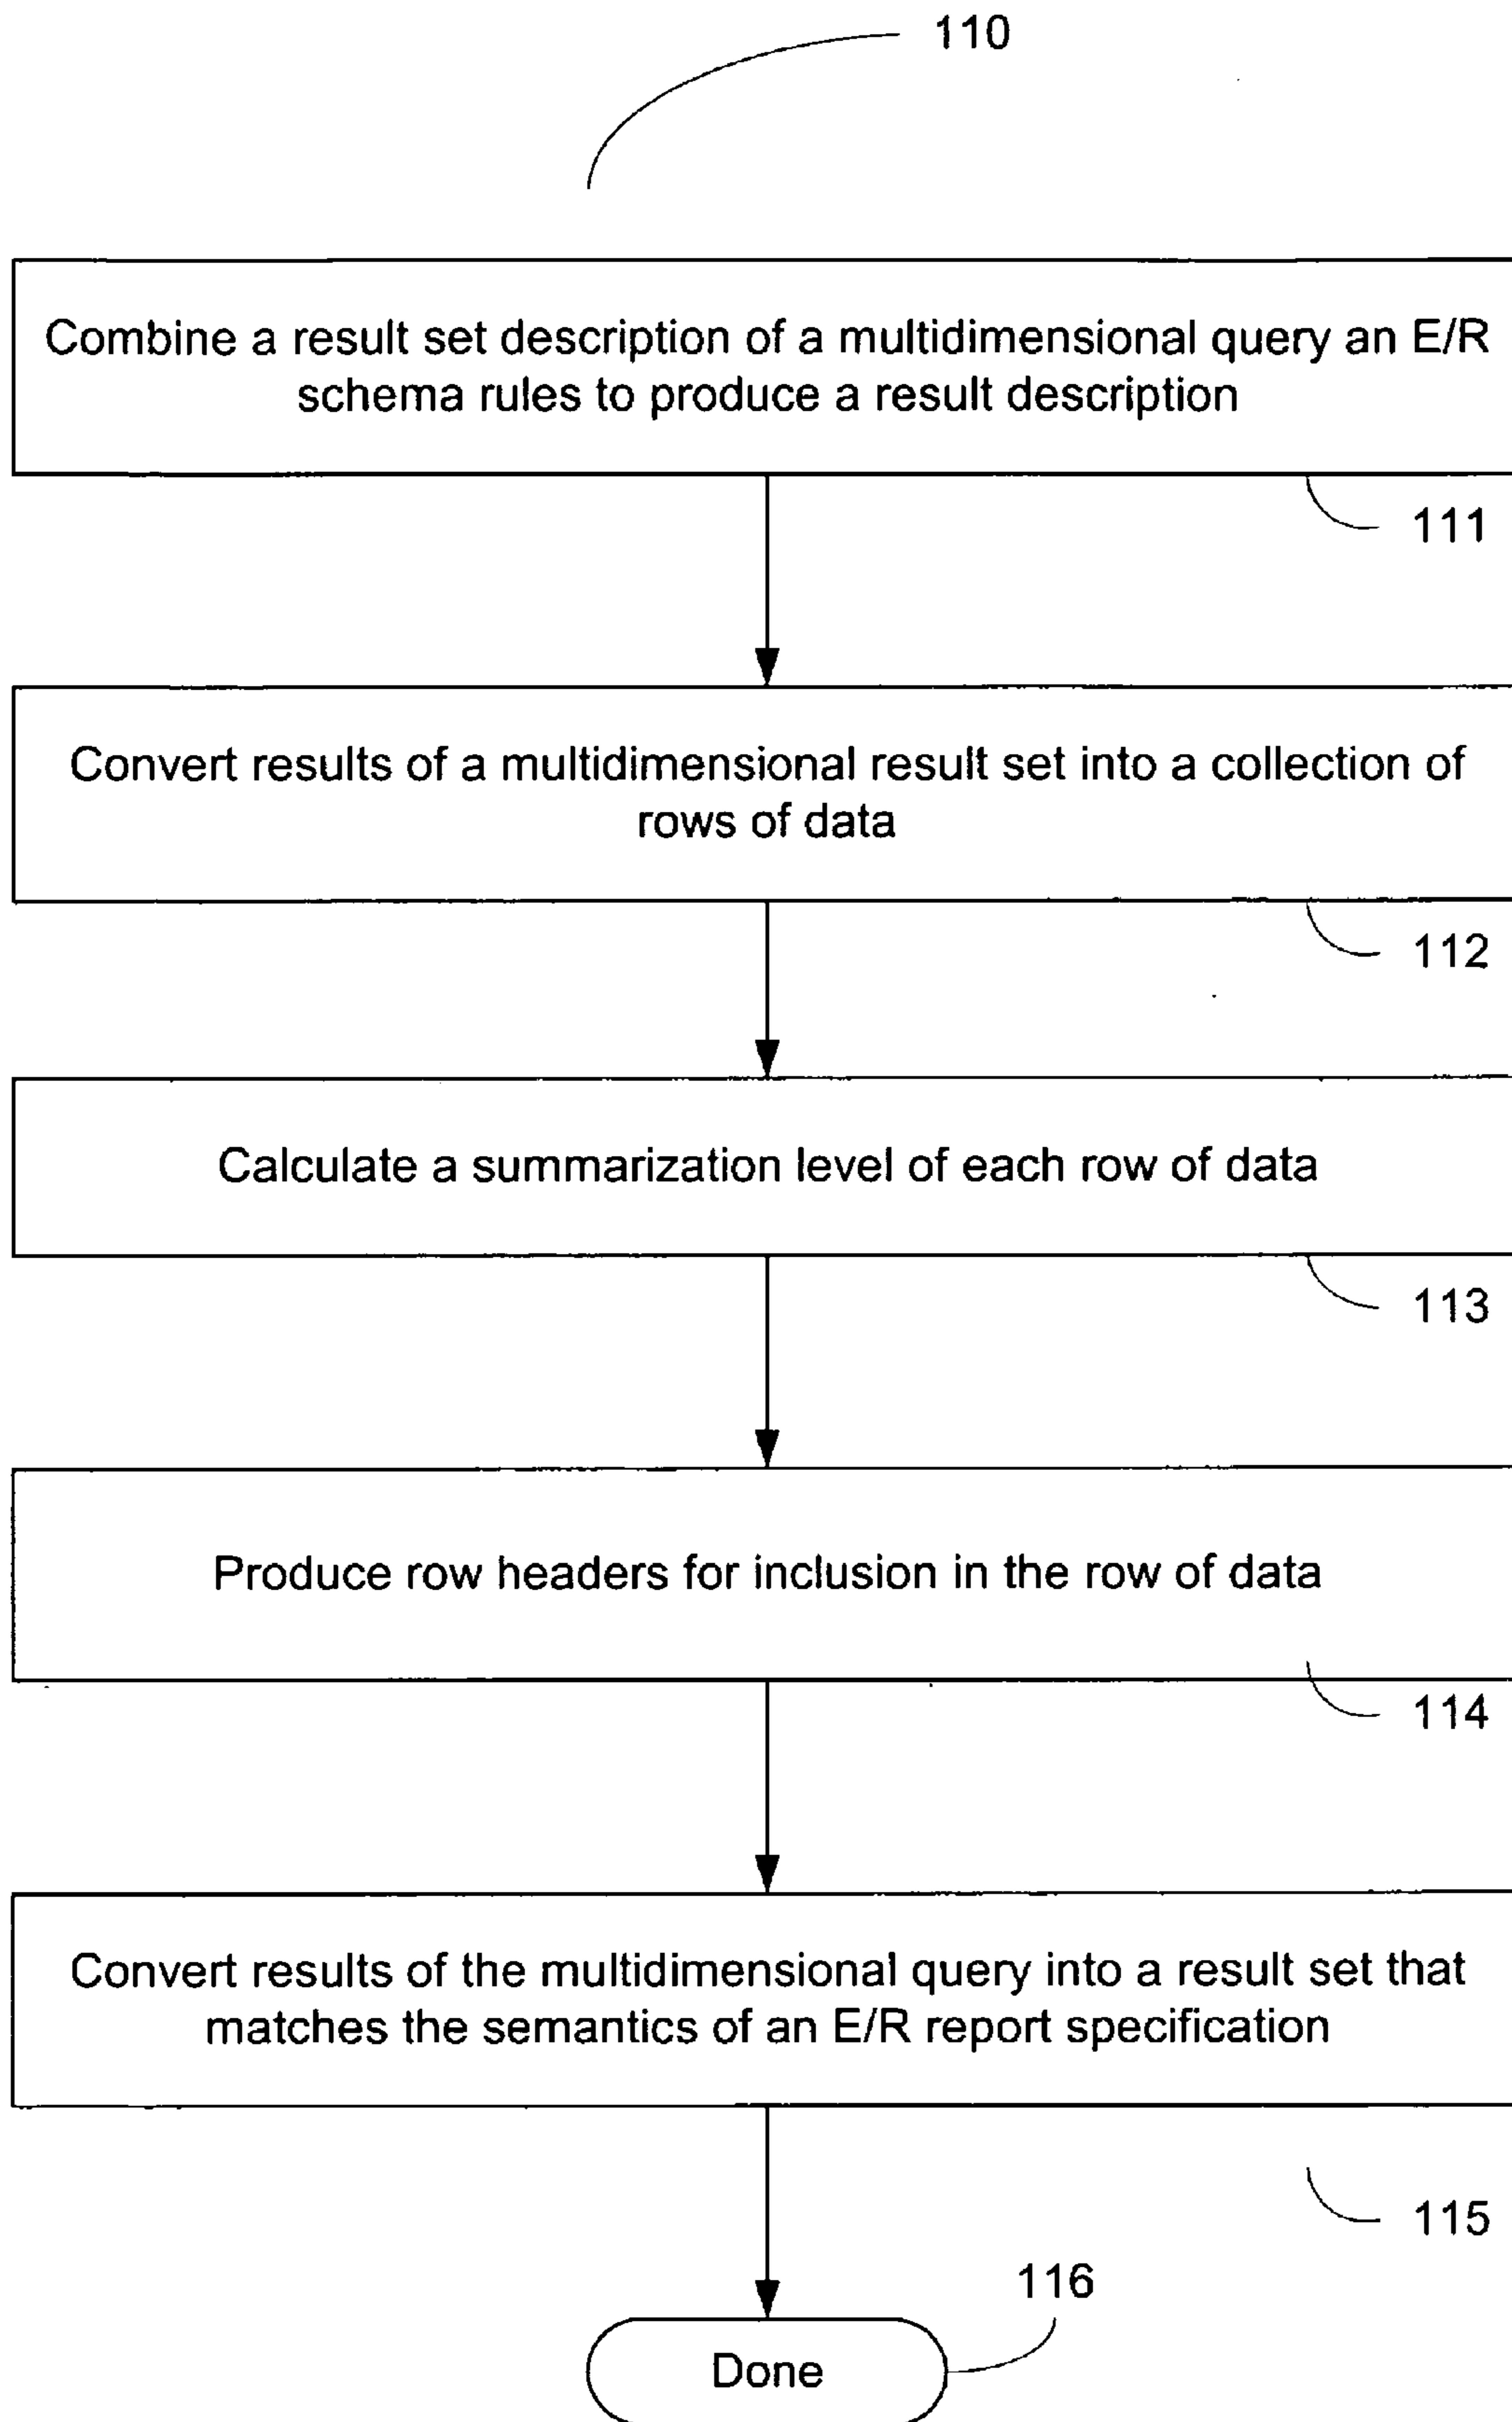 110
Combine a result set description of a multidimensional query an E/R
schema rules to produce a result description
111
Convert results of a multidimensional result set into a collection of
rows of data
112
Calculate a summarization level of each row of data
113
Produce row headers for inclusion in the row of data
114
Convert results of the multidimensional query into a result set that
matches the semantics of an E/R report specification
115
116
Done